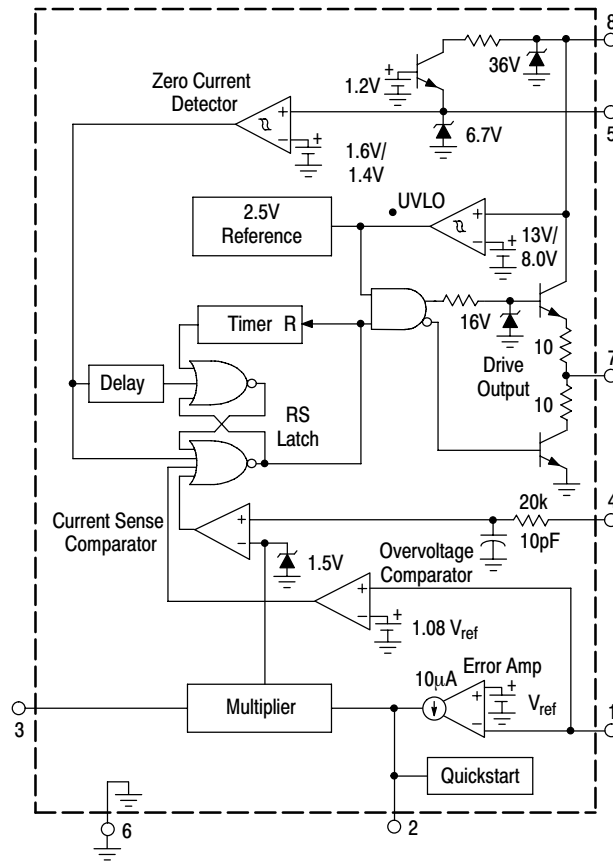 8
36V
1.2V
Zero Current
Detector
+
5
6.7V
+
−
+
1.6V/
1.4V
UVLO
2.5V
Reference
+
−
+
13V/
8.0V
Timer R
16V
10
Drive
Output
7
Delay
10
RS
Latch
4
20k
10pF
Current Sense
Comparator
+
−
1.5V
Overvoltage
Comparator
+
−
+
1.08 Vref
Error Amp
10µA
+
−
+
Vref
Multiplier
3
1
Quickstart
6
2